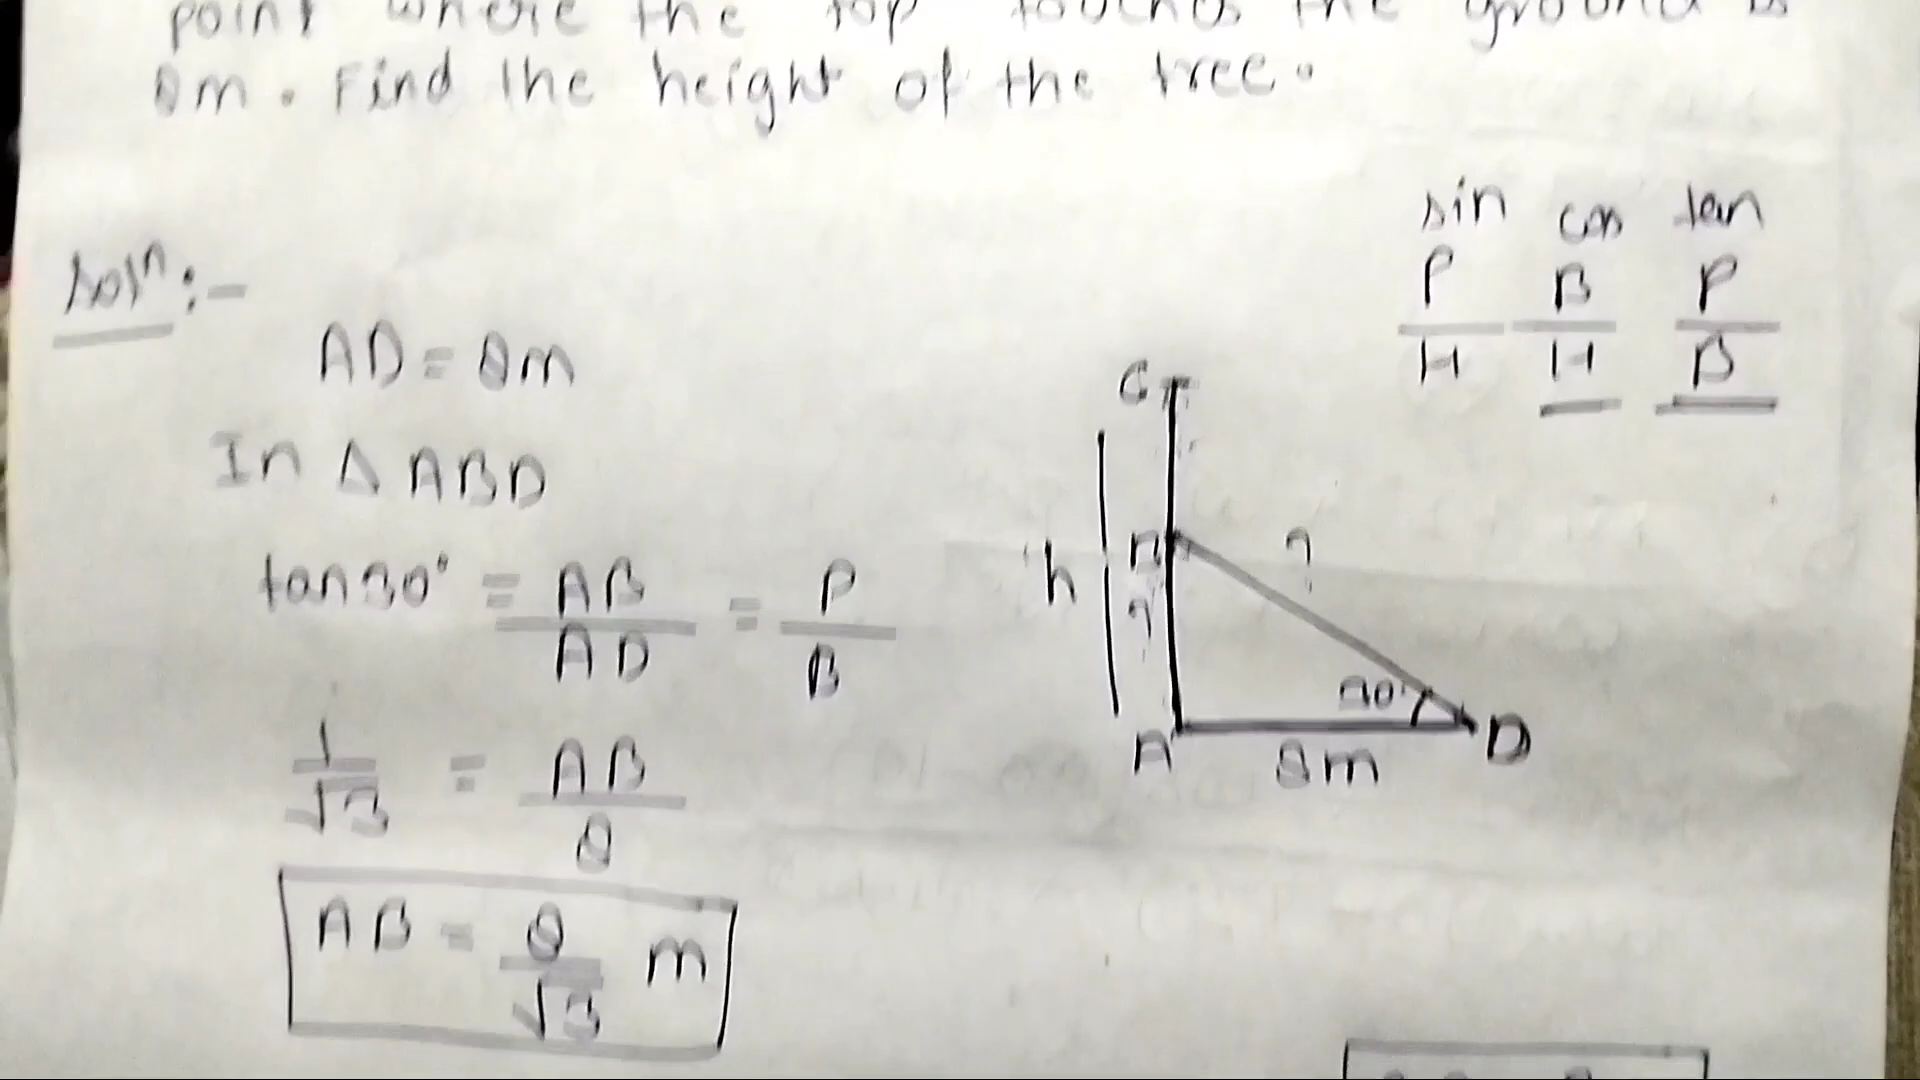 point where the top touches the ground is
8m. Find the height of the tree.
sin cos tan
P B P
H H B
Solⁿ :-
AD = 8m
In Δ ABD
tan30° = AB/AD = P/B
1/√3 = AB/8
AB = 8/√3 m
C
B ?
h ?
30°
A 8m D